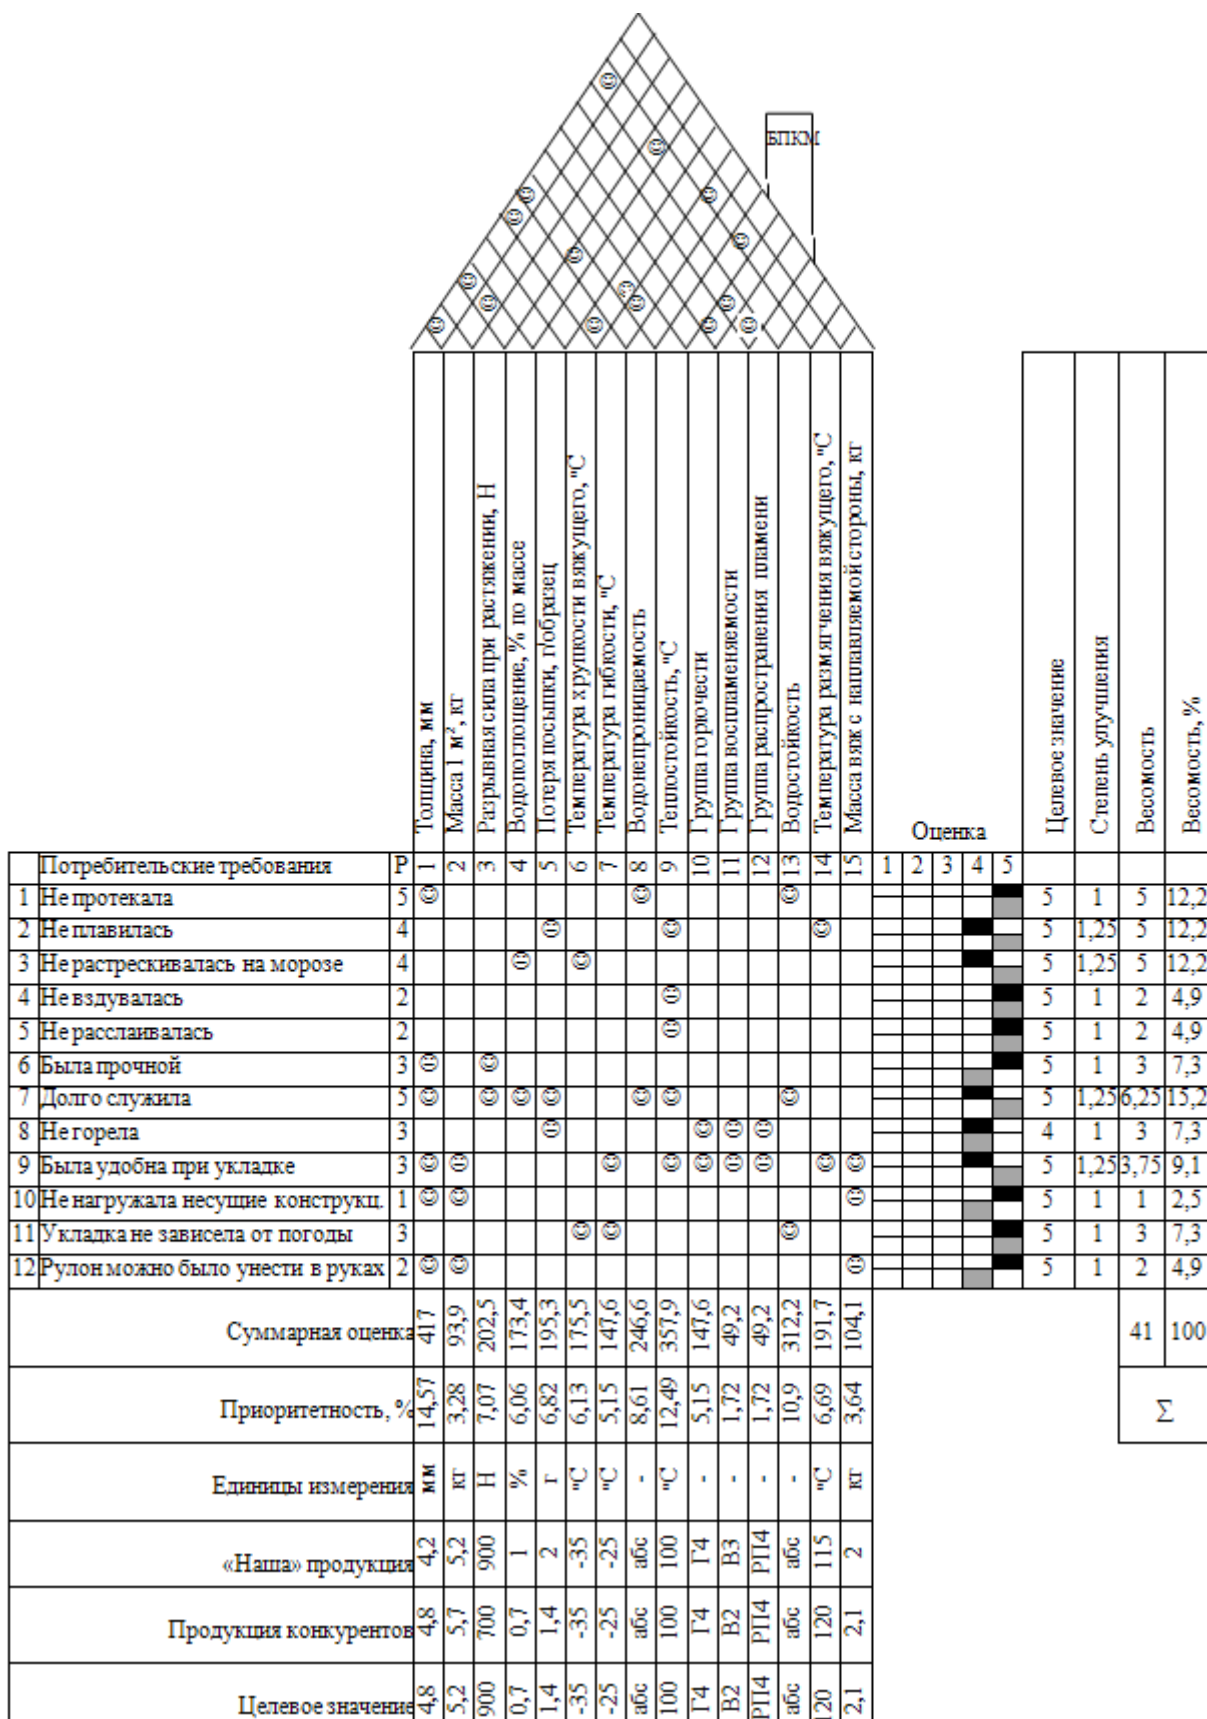 БПКМ
Толщина, мм
Масса 1 м², кг
Разрывная сила при растяжении, Н
Водопоглощение, % по массе
Потеря посыпки, г/образец
Температура хрупкости вяжущего, °С
Температура гибкости, °С
Водонепроницаемость
Теплостойкость, °С
Группа горючести
Группа воспламеняемости
Группа распространения пламени
Водостойкость
Температура размягчения вяжущего, °С
Масса вяж с наплавляемой стороны, кг
Оценка
Целевое значение
Степень улучшения
Весомость
Весомость, %
Потребительские требования Р 1 2 3 4 5 6 7 8 9 10 11 12 13 14 15 1 2 3 4 5
1 Не протекала 5 5 1 5 12,2
2 Не плавилась 4 5 1,25 5 12,2
3 Не растрескивалась на морозе 4 5 1,25 5 12,2
4 Не вздувалась 2 5 1 2 4,9
5 Не расслаивалась 2 5 1 2 4,9
6 Была прочной 3 5 1 3 7,3
7 Долго служила 5 5 1,25 6,25 15,2
8 Не горела 3 4 1 3 7,3
9 Была удобна при укладке 3 5 1,25 3,75 9,1
10 Не нагружала несущие конструкц. 1 5 1 1 2,5
11 Укладка не зависела от погоды 3 5 1 3 7,3
12 Рулон можно было унести в руках 2 5 1 2 4,9
Суммарная оценка 417 93,9 202,5 173,4 195,3 175,5 147,6 246,6 357,9 147,6 49,2 49,2 312,2 191,7 104,1 41 100
Приоритетность, % 14,57 3,28 7,07 6,06 6,82 6,13 5,15 8,61 12,49 5,15 1,72 1,72 10,9 6,69 3,64 Σ
Единицы измерения мм кг Н % г °С °С - °С - - - - °С кг
«Наша» продукция 4,2 5,2 900 1 2 -35 -25 абс 100 Г4 В3 РП4 абс 115 2
Продукция конкурентов 4,8 5,7 700 0,7 1,4 -35 -25 абс 100 Г4 В2 РП4 абс 120 2,1
Целевое значение 4,8 5,2 900 0,7 1,4 -35 -25 абс 100 Г4 В2 РП4 абс 120 2,1